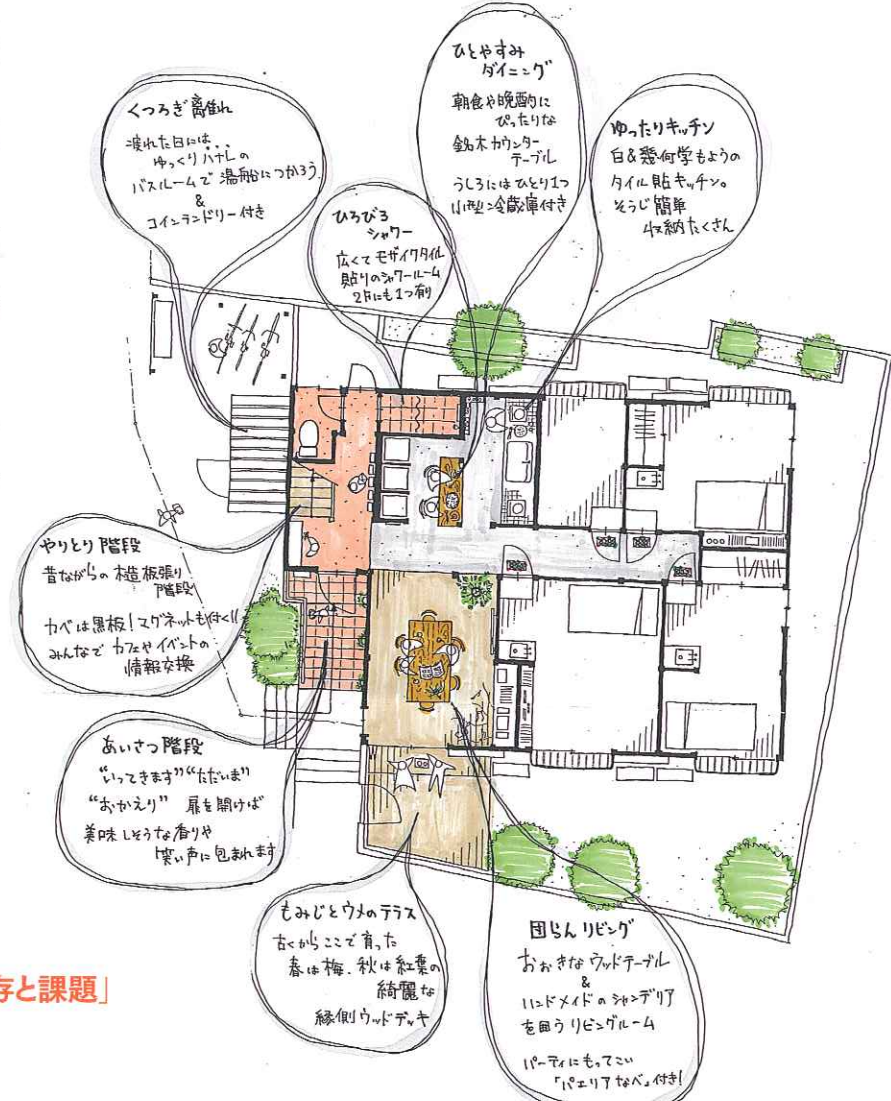 くつろぎ離れ
疲れた日には...
ゆっくりハナレの
バスルームで湯船につかろう
&
コインランドリー付き
ひろびろ
シャワー
広くてモザイクタイル
貼りのシャワールーム
2Fにも1つ有り
ひとやすみ
ダイニング
朝食や晩酌に
ぴったりな
銘木カウンター
テーブル
うしろにはひとり1つ
小型冷蔵庫付き
ゆったりキッチン
白&幾何学もようの
タイル貼キッチン。
そうじ簡単
収納たくさん
やりとり階段
昔ながらの木造板張り
階段
カベは黒板!マグネットも付く!!
みんなでカフェやイベントの
情報交換
あいさつ階段
“いってきます”“ただいま”
“おかえり” 扉を開けば
美味しそうな香りや
笑い声に包まれます
もみじとウメのテラス
古くからここで育った
春は梅、秋は紅葉の
綺麗な
縁側ウッドデッキ
団らんリビング
おおきなウッドテーブル
&
ハンドメイドのシャンデリア
を囲うリビングルーム
パーティにもってこい
「パエリアなべ」付き!
存と課題」